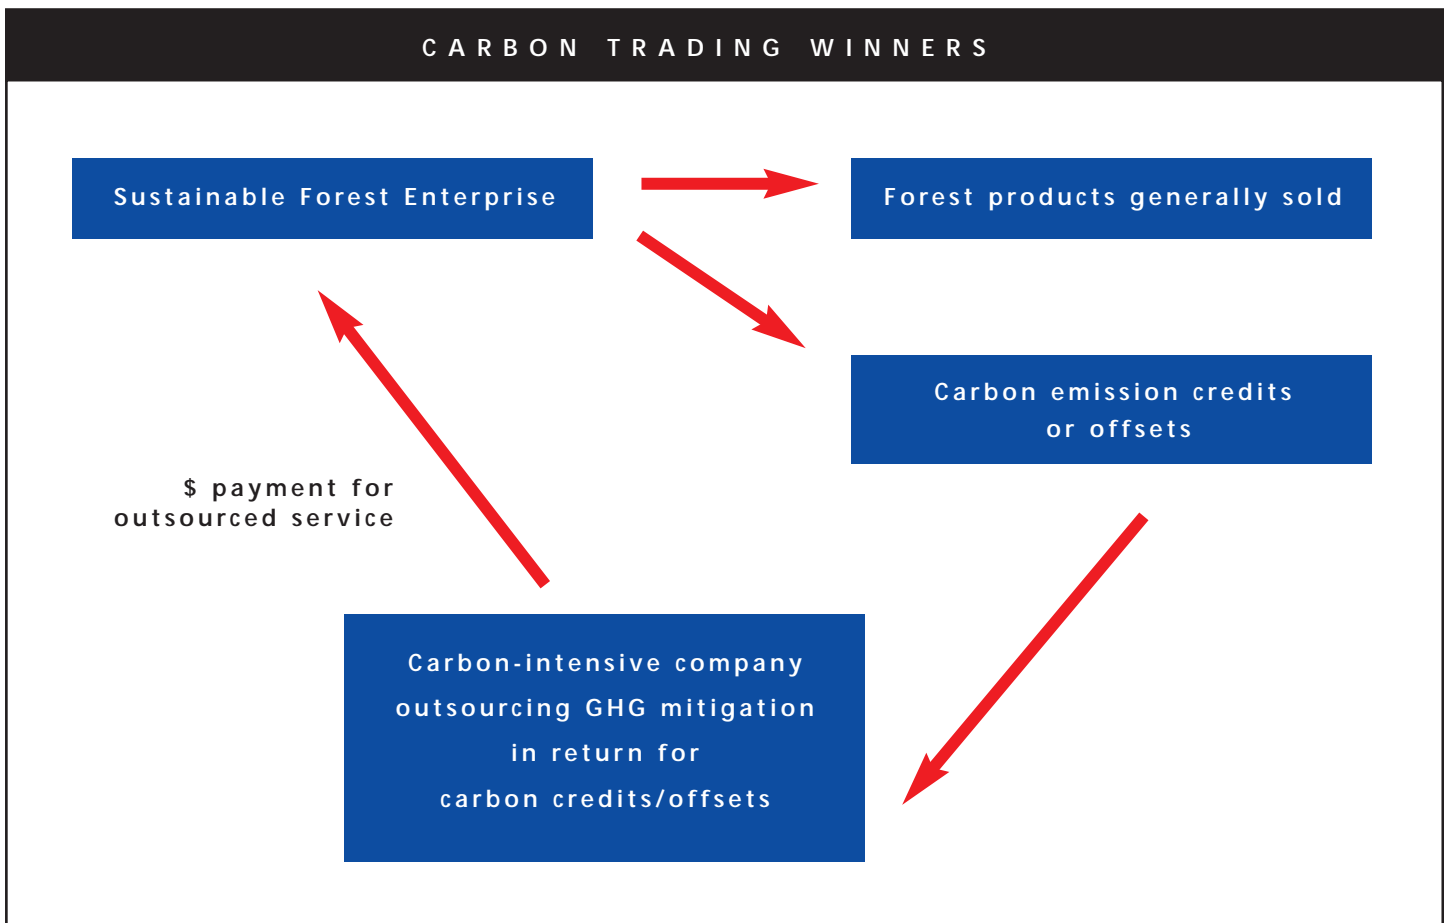 CARBON TRADING WINNERS
Sustainable Forest Enterprise
Forest products generally sold
Carbon emission credits
or offsets
$ payment for
outsourced service
Carbon-intensive company
outsourcing GHG mitigation
in return for
carbon credits/offsets